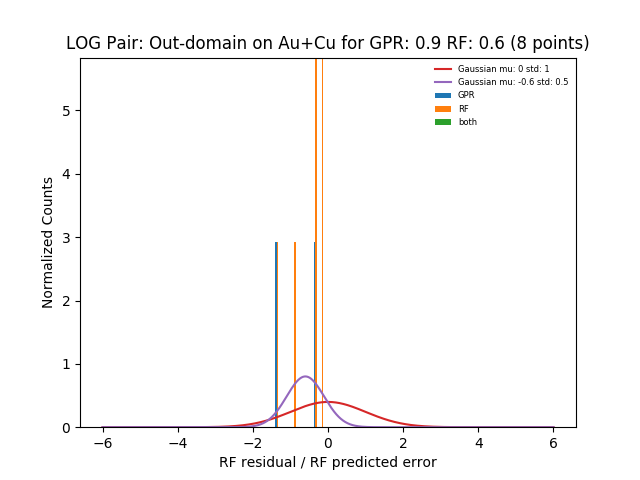 LOG Pair: Out-domain on Au+Cu for GPR: 0.9 RF: 0.6 (8 points)
Gaussian mu: 0 std: 1
Gaussian mu: -0.6 std: 0.5
GPR
RF
both
Normalized Counts
5
4
3
2
1
0
−6 −4 −2 0 2 4 6
RF residual / RF predicted error